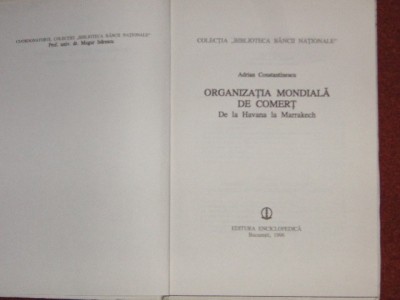 COORDONATORUL COLECȚIEI „BIBLIOTECA BĂNCII NAȚIONALE"
Prof. univ. dr. Mugur Isărescu
COLECȚIA „BIBLIOTECA BĂNCII NAȚIONALE"
Adrian Constantinescu
ORGANIZAȚIA MONDIALĂ
DE COMERȚ
De la Havana la Marrakech
EDITURA ENCICLOPEDICĂ
București,